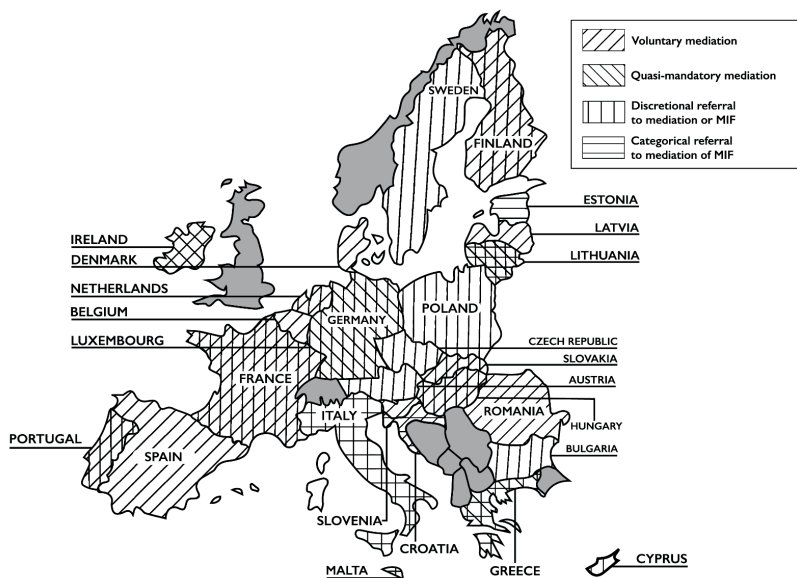 Voluntary mediation
Quasi-mandatory mediation
Discretional referral
to mediation or MIF
Categorical referral
to mediation of MIF
SWEDEN
FINLAND
ESTONIA
LATVIA
LITHUANIA
IRELAND
DENMARK
NETHERLANDS
BELGIUM
LUXEMBOURG
GERMANY
POLAND
CZECH REPUBLIC
SLOVAKIA
AUSTRIA
FRANCE
ITALY
ROMANIA
HUNGARY
BULGARIA
PORTUGAL
SPAIN
SLOVENIA
CROATIA
MALTA
GREECE
CYPRUS